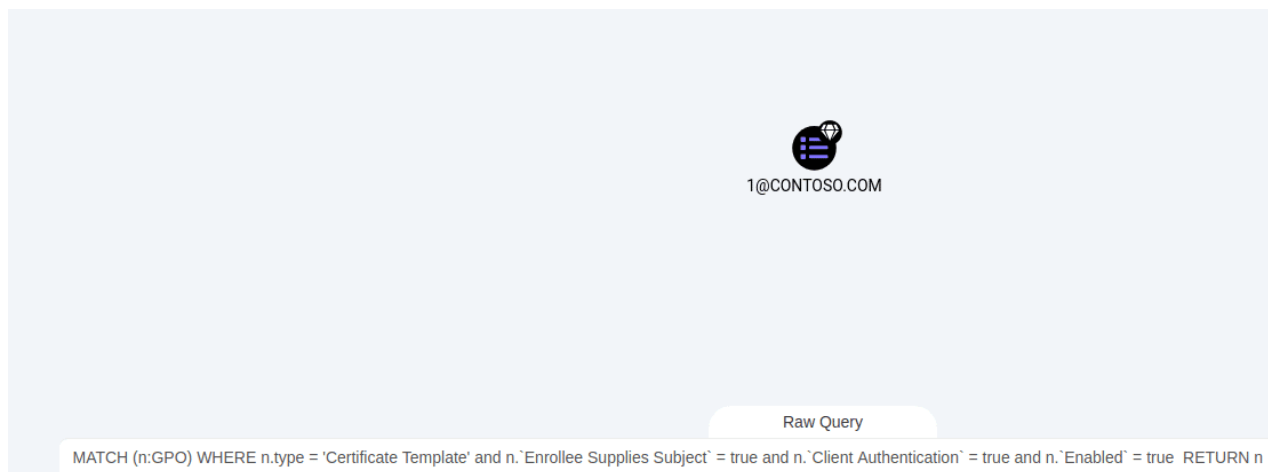 1@CONTOSO.COM
Raw Query
MATCH (n:GPO) WHERE n.type = 'Certificate Template' and n.`Enrollee Supplies Subject` = true and n.`Client Authentication` = true and n.`Enabled` = true  RETURN n